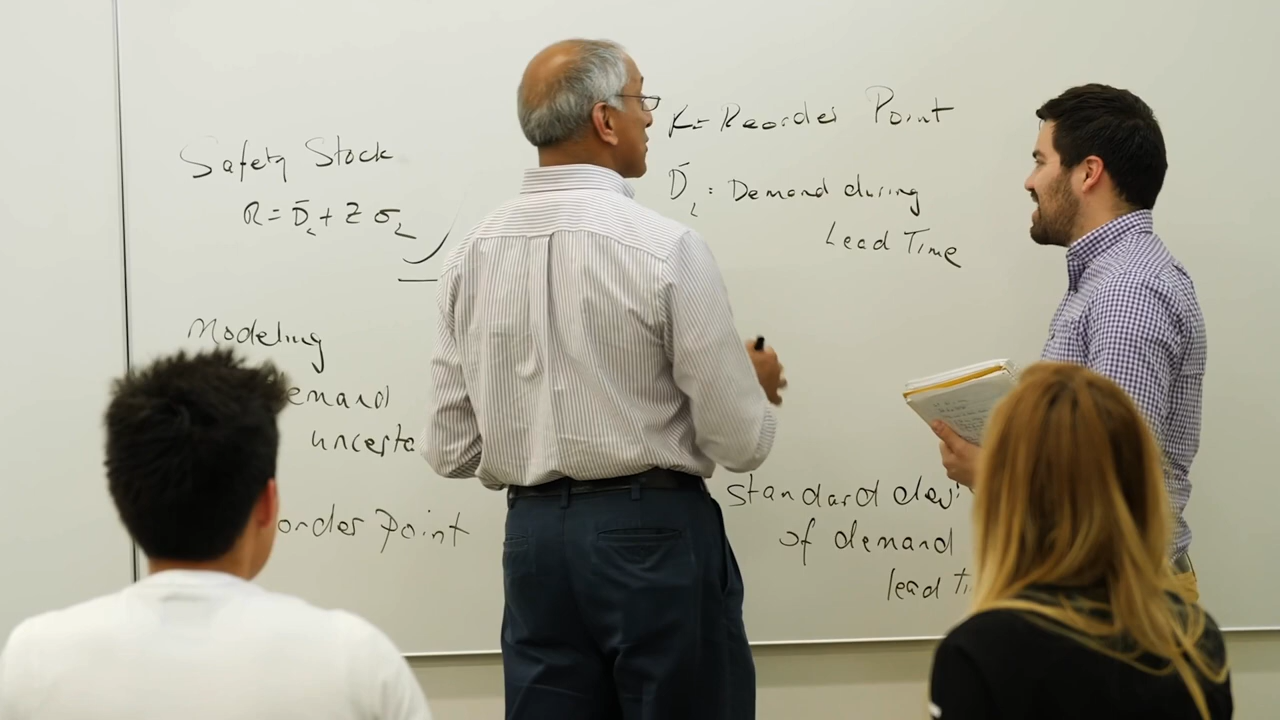 Safety Stock
R = D̄L + Z σL
Modeling
emand
uncerta
order point
K = Reorder Point
D̄L : Demand during
Lead Time
standard dev
of demand
lead ti